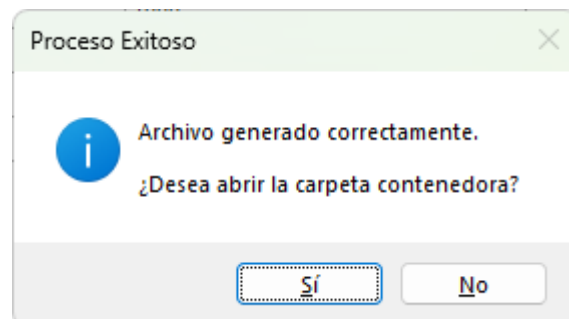 Proceso Exitoso
Archivo generado correctamente.
¿Desea abrir la carpeta contenedora?
Sí
No